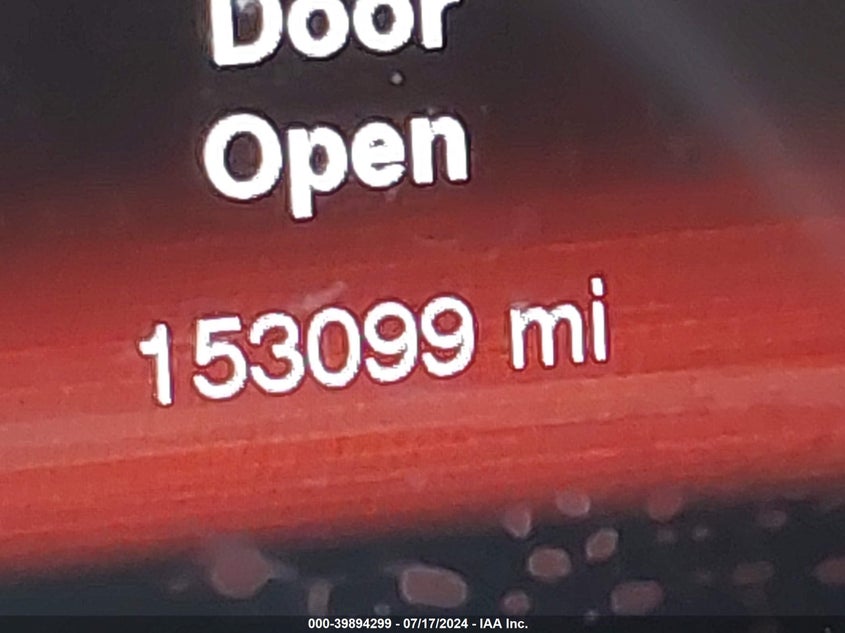 Door
Open
153099 mi
000-39894299 - 07/17/2024 - IAA Inc.